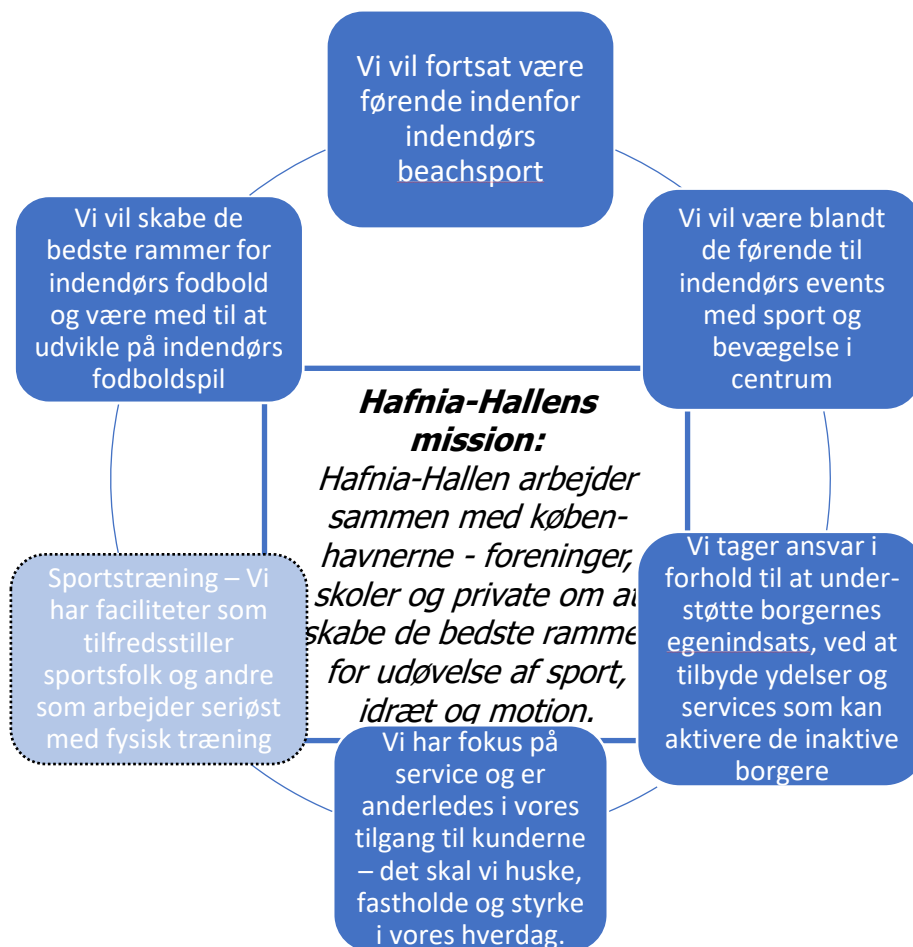 Vi vil fortsat være
førende indenfor
indendørs
beachsport
Vi vil være blandt
de førende til
indendørs events
med sport og
bevægelse i
centrum
Vi tager ansvar i
forhold til at under-
støtte borgernes
egenindsats, ved at
tilbyde ydelser og
services som kan
aktivere de inaktive
borgere
Vi har fokus på
service og er
anderledes i vores
tilgang til kunderne
– det skal vi huske,
fastholde og styrke
i vores hverdag.
Sportstræning – Vi
har faciliteter som
tilfredsstiller
sportsfolk og andre
som arbejder seriøst
med fysisk træning
Vi vil skabe de
bedste rammer for
indendørs fodbold
og være med til at
udvikle på indendørs
fodboldspil
Hafnia-Hallens
mission:
Hafnia-Hallen arbejder
sammen med køben-
havnerne - foreninger,
skoler og private om at
skabe de bedste ramme
for udøvelse af sport,
idræt og motion.